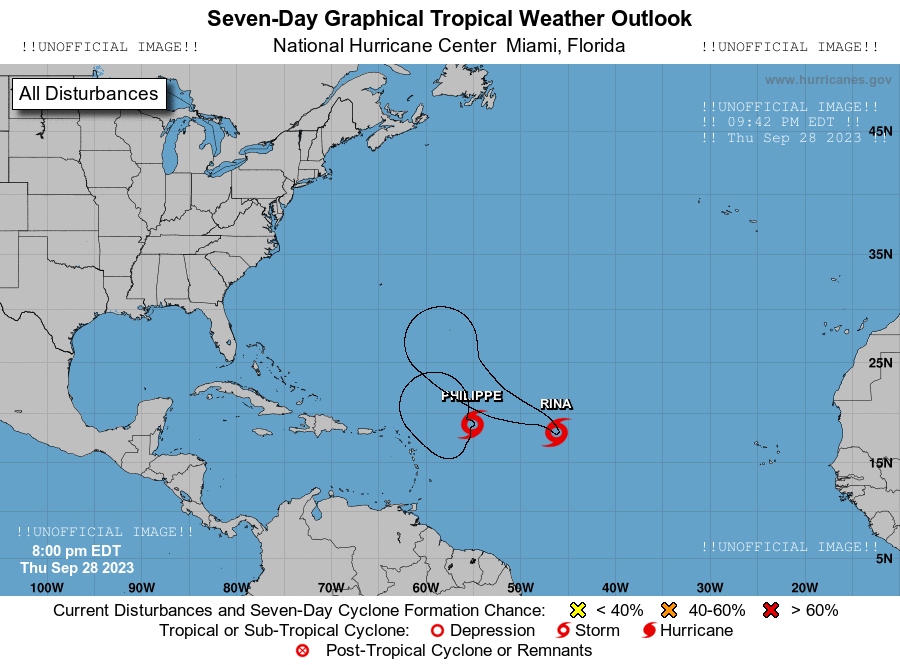 Seven-Day Graphical Tropical Weather Outlook
!!UNOFFICIAL IMAGE!!
National Hurricane Center  Miami, Florida
!!UNOFFICIAL IMAGE!!
www.hurricanes.gov
All Disturbances
!!UNOFFICIAL IMAGE!!
!! 09:42 PM EDT !!
!! Thu Sep 28 2023 !!
45N
35N
25N
PHILIPPE
RINA
15N
!!UNOFFICIAL IMAGE!!
8:00 pm EDT
Thu Sep 28 2023
!!UNOFFICIAL IMAGE!!
5N
100W 90W 80W 70W 60W 50W 40W 30W 20W
Current Disturbances and Seven-Day Cyclone Formation Chance: < 40% 40-60% > 60%
Tropical or Sub-Tropical Cyclone: Depression Storm Hurricane
Post-Tropical Cyclone or Remnants